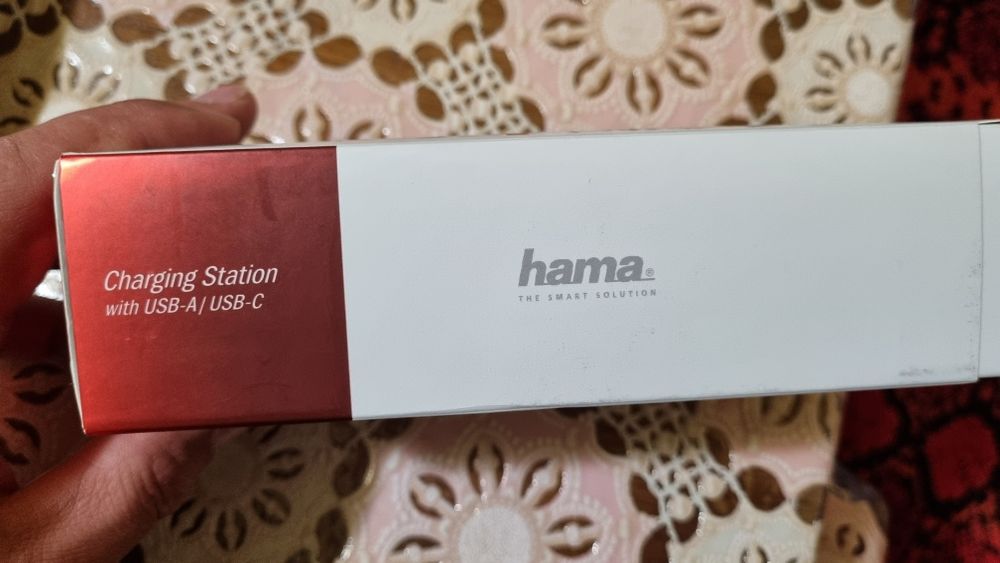 Charging Station
with USB-A/ USB-C
hama®
THE SMART SOLUTION